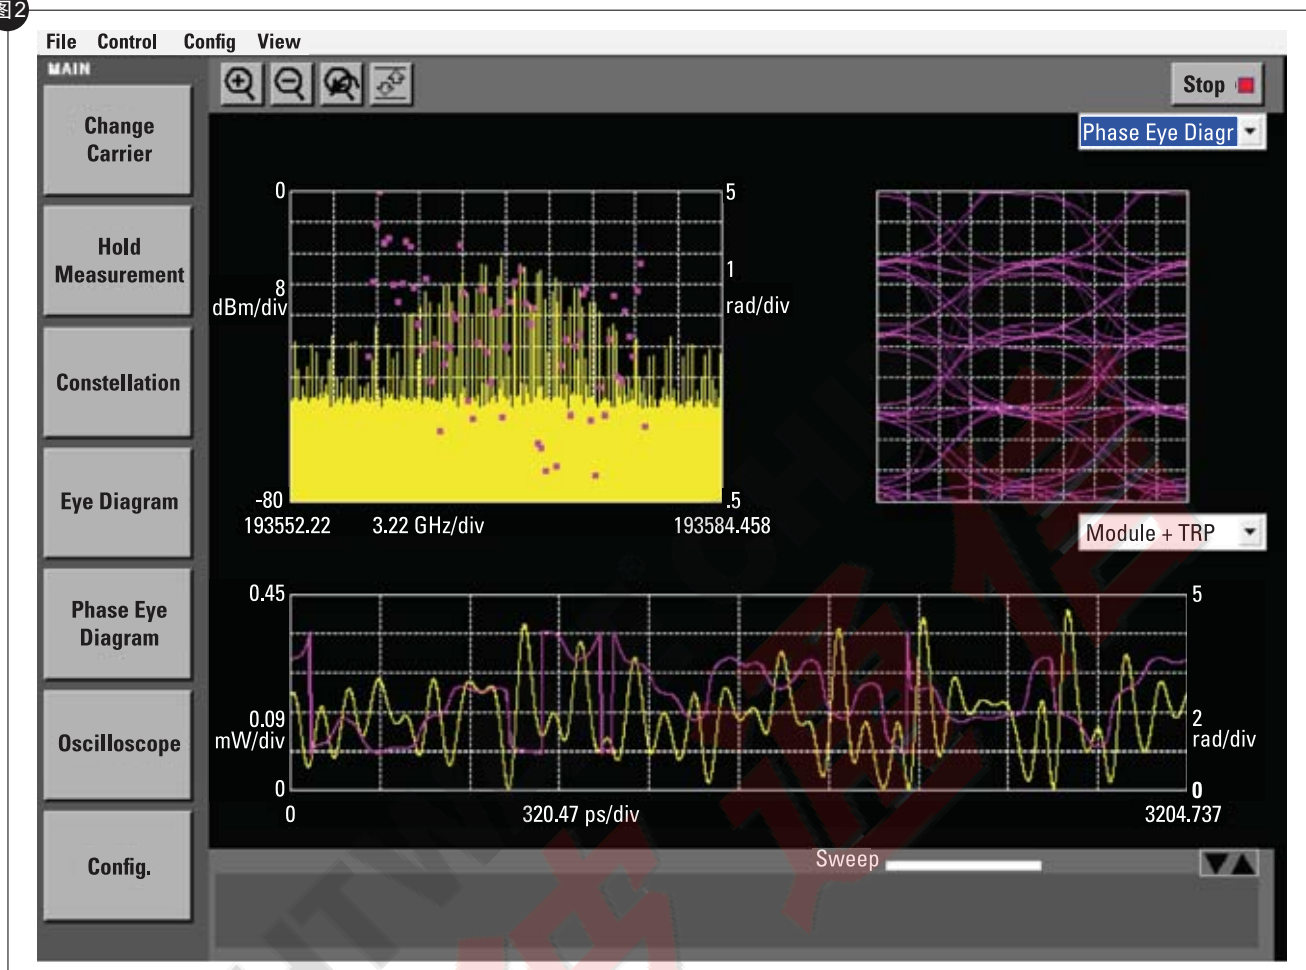 图2
File Control Config View
MAIN
Change
Carrier
Hold
Measurement
Constellation
Eye Diagram
Phase Eye
Diagram
Oscilloscope
Config.
Stop
Phase Eye Diagr
0
8
dBm/div
-80
5
1
rad/div
.5
193552.22 3.22 GHz/div 193584.458
Module + TRP
0.45
0.09
mW/div
0
5
2
rad/div
0
0 320.47 ps/div 3204.737
Sweep